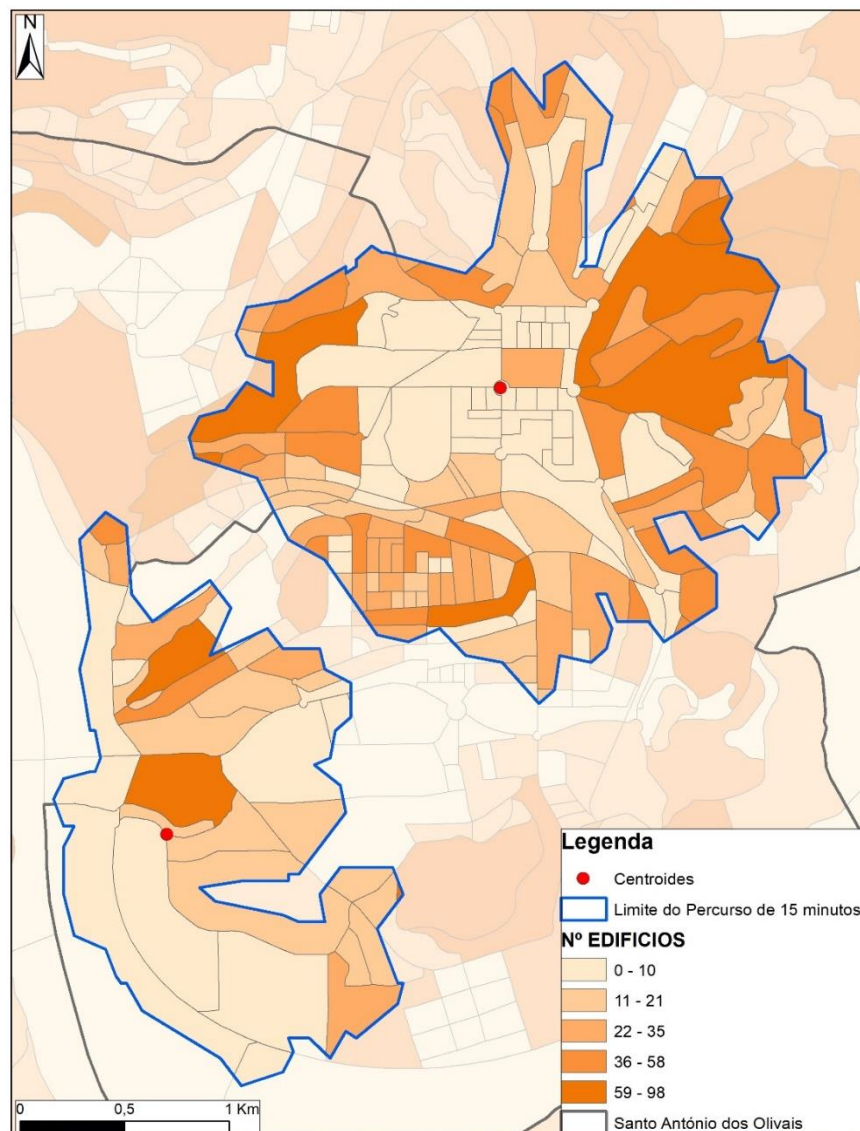 N
Legenda
Centroides
Limite do Percurso de 15 minutos
Nº EDIFICIOS
0 - 10
11 - 21
22 - 35
36 - 58
59 - 98
Santo António dos Olivais
0 0,5 1 Km